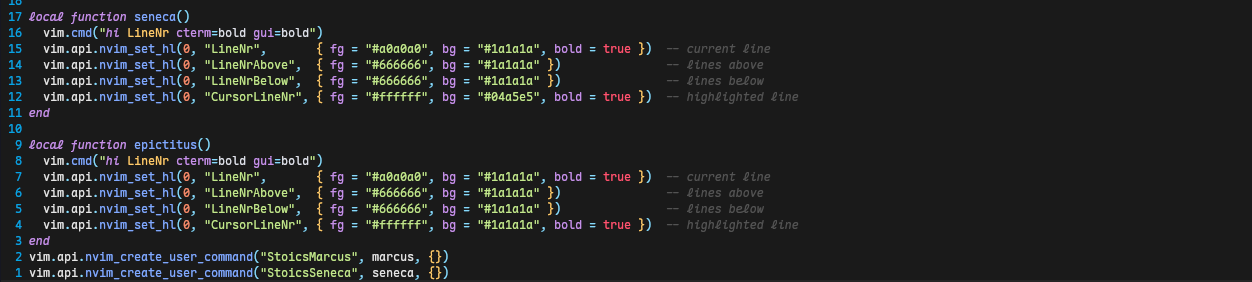 18
17 local function seneca()
16   vim.cmd("hi LineNr cterm=bold gui=bold")
15   vim.api.nvim_set_hl(0, "LineNr",       { fg = "#a0a0a0", bg = "#1a1a1a", bold = true })  -- current line
14   vim.api.nvim_set_hl(0, "LineNrAbove",  { fg = "#666666", bg = "#1a1a1a" })               -- lines above
13   vim.api.nvim_set_hl(0, "LineNrBelow",  { fg = "#666666", bg = "#1a1a1a" })               -- lines below
12   vim.api.nvim_set_hl(0, "CursorLineNr", { fg = "#ffffff", bg = "#04a5e5", bold = true })  -- highlighted line
11 end
10
9 local function epictitus()
8   vim.cmd("hi LineNr cterm=bold gui=bold")
7   vim.api.nvim_set_hl(0, "LineNr",       { fg = "#a0a0a0", bg = "#1a1a1a", bold = true })  -- current line
6   vim.api.nvim_set_hl(0, "LineNrAbove",  { fg = "#666666", bg = "#1a1a1a" })               -- lines above
5   vim.api.nvim_set_hl(0, "LineNrBelow",  { fg = "#666666", bg = "#1a1a1a" })               -- lines below
4   vim.api.nvim_set_hl(0, "CursorLineNr", { fg = "#ffffff", bg = "#1a1a1a", bold = true })  -- highlighted line
3 end
2 vim.api.nvim_create_user_command("StoicsMarcus", marcus, {})
1 vim.api.nvim_create_user_command("StoicsSeneca", seneca, {})